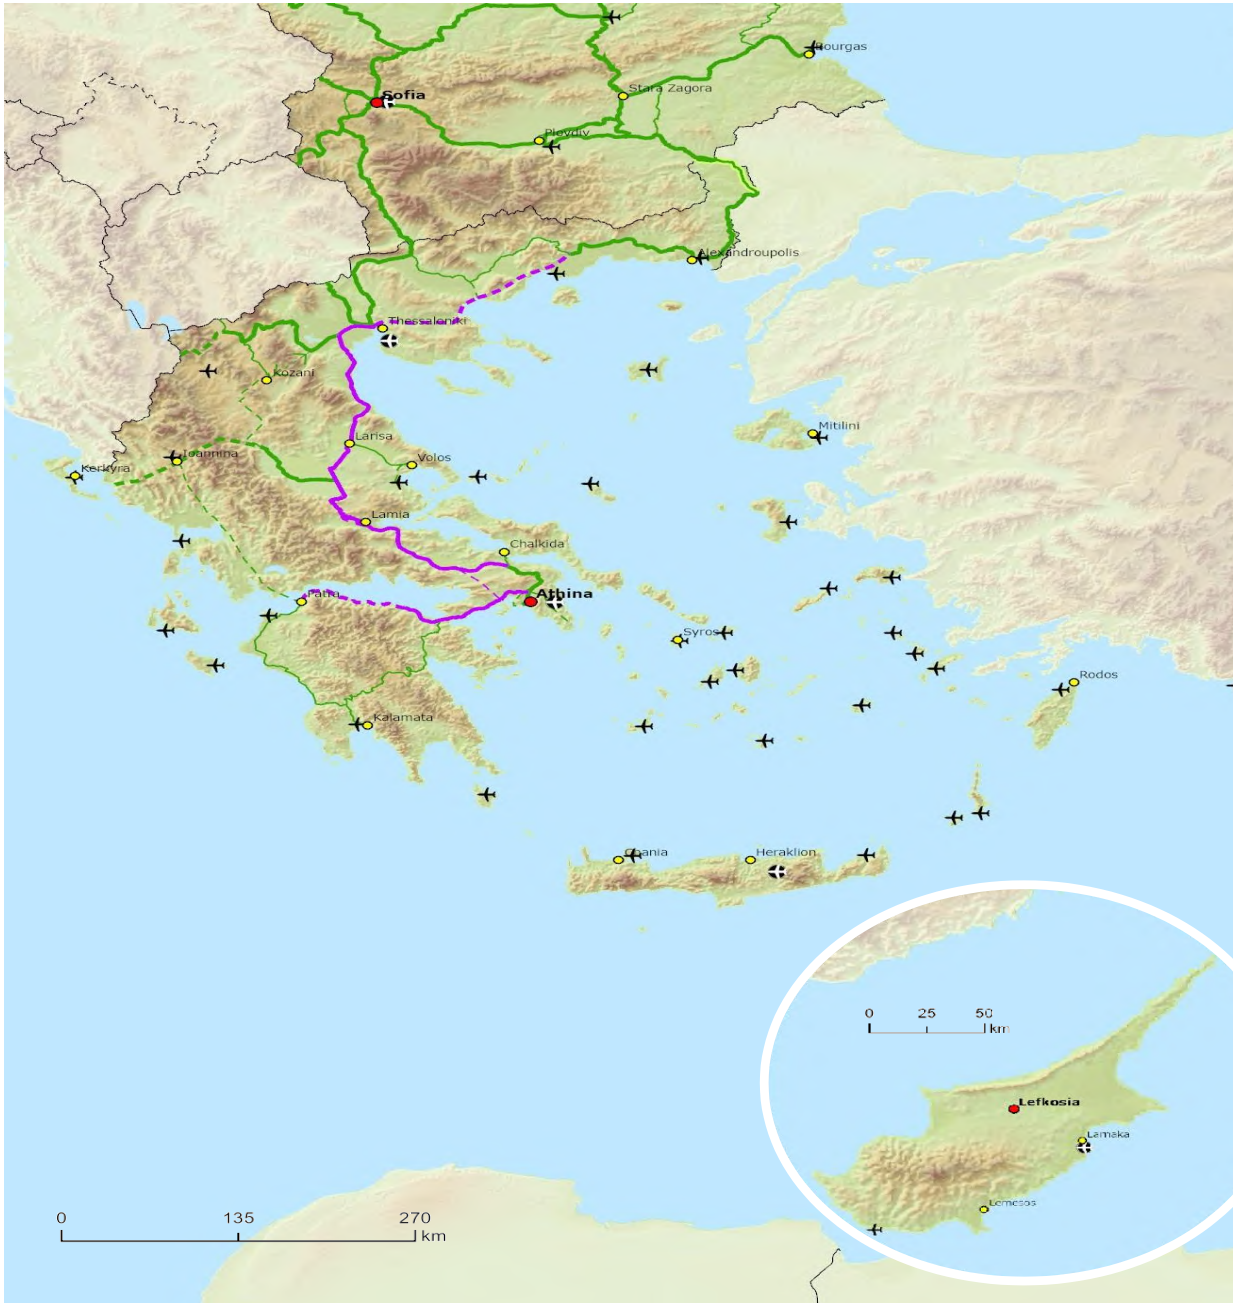 Bourgas
Sofia
Stara Zagora
Plovdiv
Alexandroupolis
Thessaloniki
Kozani
Mitilini
Larisa
Ioannina
Volos
Kerkyra
Lamia
Chalkida
Athina
Patra
Syros
Rodos
Kalamata
Chania
Heraklion
0 25 50
km
Lefkosia
Larnaka
Lemesos
0 135 270
km